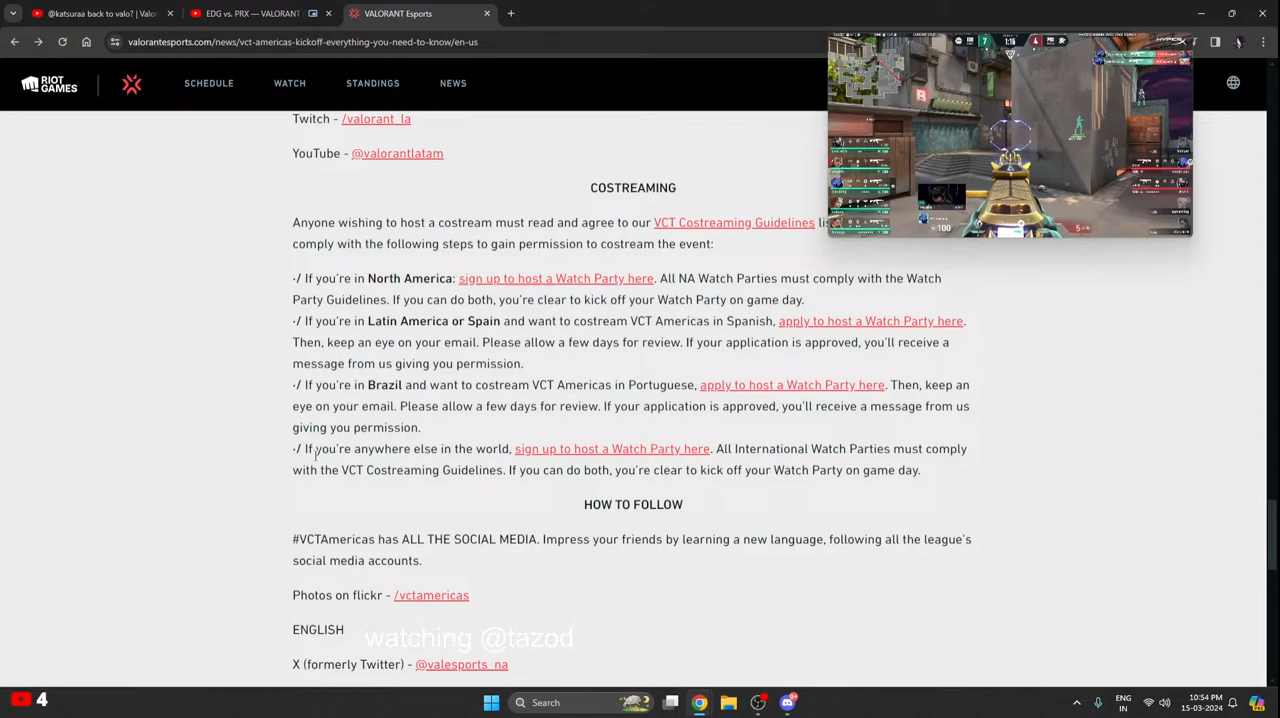 @katsuraa back to valo? | Valor
EDG vs. PRX — VALORANT
VALORANT Esports
valorantesports.com/news/vct-americas-kickoff-everything-you-need-to-know/en-us
RIOT GAMES
SCHEDULE
WATCH
STANDINGS
NEWS
7
1:15
4
B
100
5
Twitch - /valorant_la
YouTube - @valorantlatam
COSTREAMING
Anyone wishing to host a costream must read and agree to our VCT Costreaming Guidelines
comply with the following steps to gain permission to costream the event:
·/ If you're in North America: sign up to host a Watch Party here. All NA Watch Parties must comply with the Watch
Party Guidelines. If you can do both, you're clear to kick off your Watch Party on game day.
·/ If you're in Latin America or Spain and want to costream VCT Americas in Spanish, apply to host a Watch Party here.
Then, keep an eye on your email. Please allow a few days for review. If your application is approved, you'll receive a
message from us giving you permission.
·/ If you're in Brazil and want to costream VCT Americas in Portuguese, apply to host a Watch Party here. Then, keep an
eye on your email. Please allow a few days for review. If your application is approved, you'll receive a message from us
giving you permission.
·/ If you're anywhere else in the world, sign up to host a Watch Party here. All International Watch Parties must comply
with the VCT Costreaming Guidelines. If you can do both, you're clear to kick off your Watch Party on game day.
HOW TO FOLLOW
#VCTAmericas has ALL THE SOCIAL MEDIA. Impress your friends by learning a new language, following all the league's
social media accounts.
Photos on flickr - /vctamericas
ENGLISH
watching @tazod
X (formerly Twitter) - @valesports_na
4
Search
ENG
IN
10:54 PM
15-03-2024